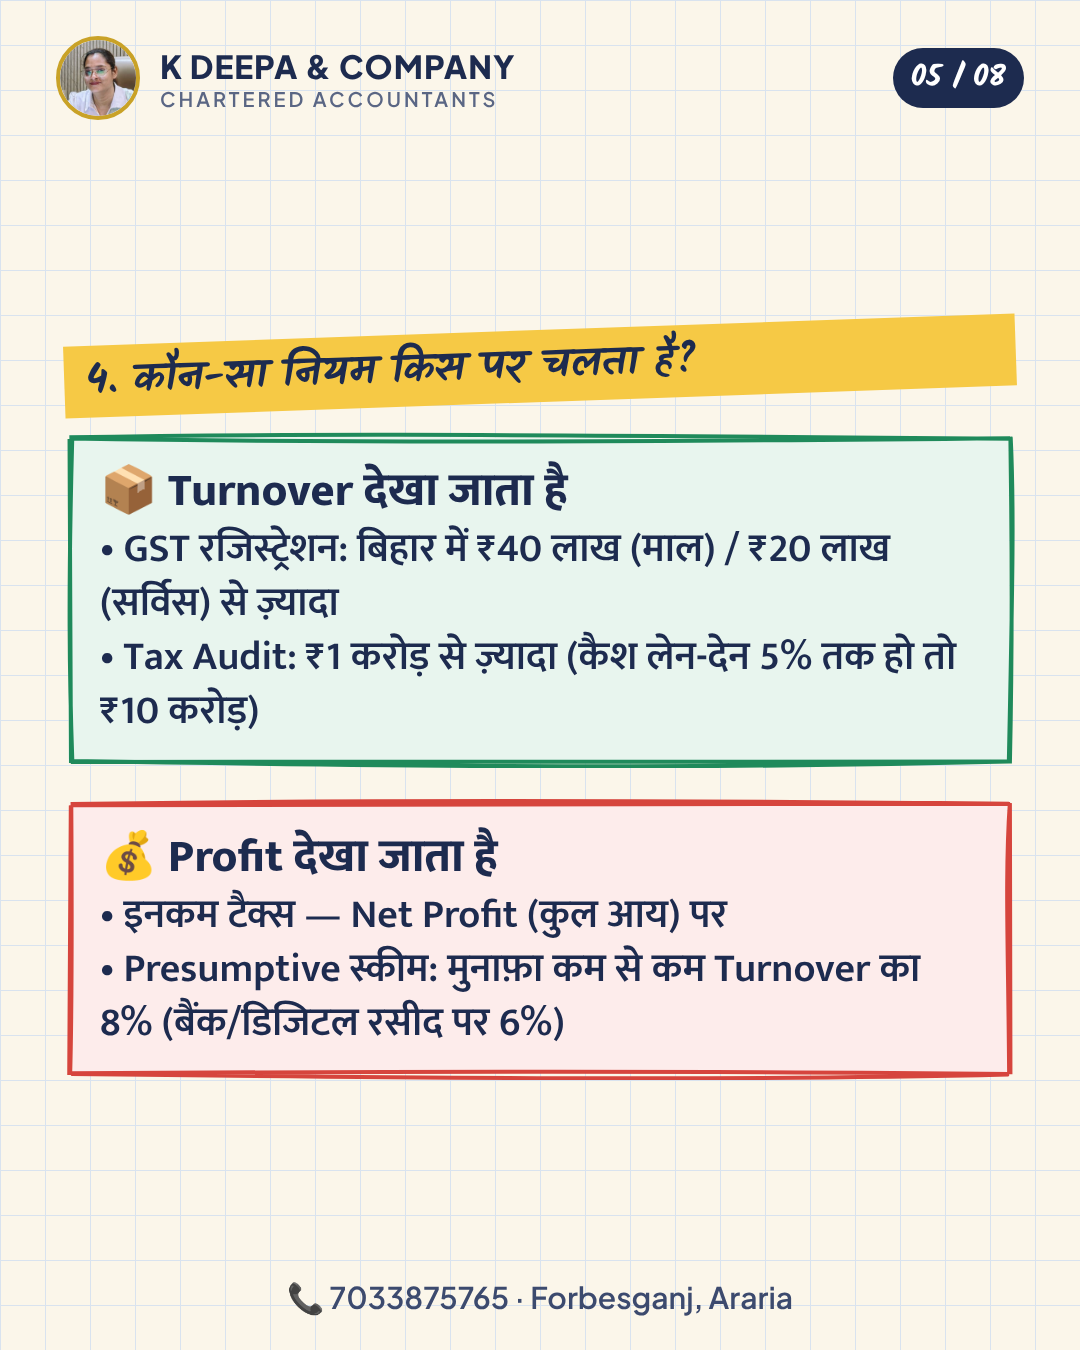 K DEEPA & COMPANY
CHARTERED ACCOUNTANTS
05 / 08
५. कौन-सा नियम किस पर चलता है?
📦 Turnover देखा जाता है
• GST रजिस्ट्रेशन: बिहार में ₹40 लाख (माल) / ₹20 लाख
(सर्विस) से ज़्यादा
• Tax Audit: ₹1 करोड़ से ज़्यादा (कैश लेन-देन 5% तक हो तो
₹10 करोड़)
💰 Profit देखा जाता है
• इनकम टैक्स — Net Profit (कुल आय) पर
• Presumptive स्कीम: मुनाफ़ा कम से कम Turnover का
8% (बैंक/डिजिटल रसीद पर 6%)
📞 7033875765 · Forbesganj, Araria